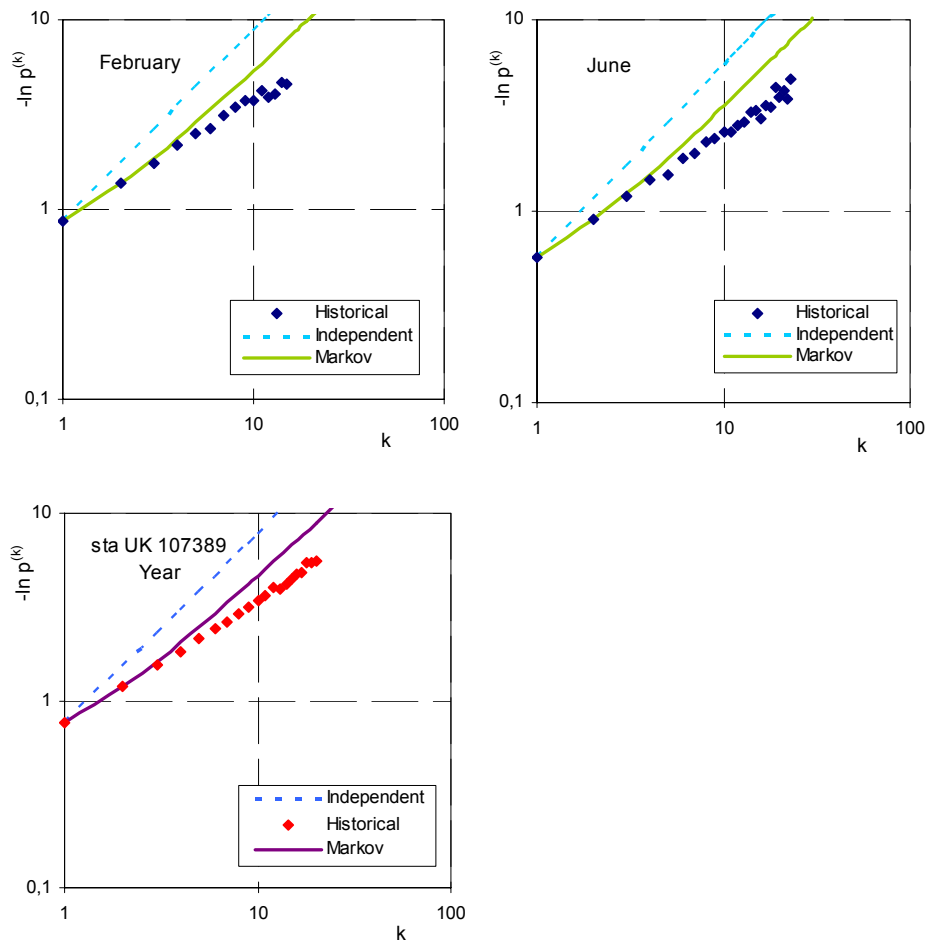 10
February
-ln p(k)
1
Historical
Independent
Markov
0,1
1
10
100
k
10
June
-ln p(k)
1
Historical
Independent
Markov
0,1
1
10
100
k
10
sta UK 107389
Year
-ln p(k)
1
Independent
Historical
Markov
0,1
1
10
100
k